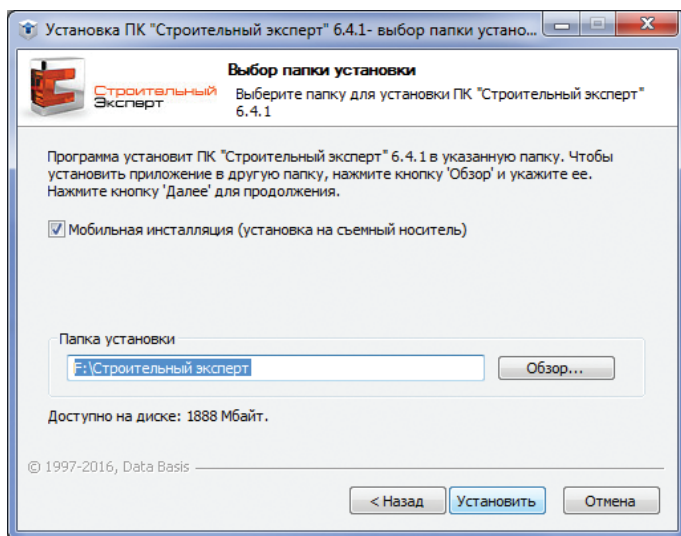 Установка ПК "Строительный эксперт" 6.4.1- выбор папки устано...
Строительный
Эксперт
Выбор папки установки
Выберите папку для установки ПК "Строительный эксперт"
6.4.1
Программа установит ПК "Строительный эксперт" 6.4.1 в указанную папку. Чтобы
установить приложение в другую папку, нажмите кнопку 'Обзор' и укажите ее.
Нажмите кнопку 'Далее' для продолжения.
Мобильная инсталляция (установка на съемный носитель)
Папка установки
F:\Строительный эксперт
Обзор...
Доступно на диске: 1888 Мбайт.
© 1997-2016, Data Basis
< Назад
Установить
Отмена